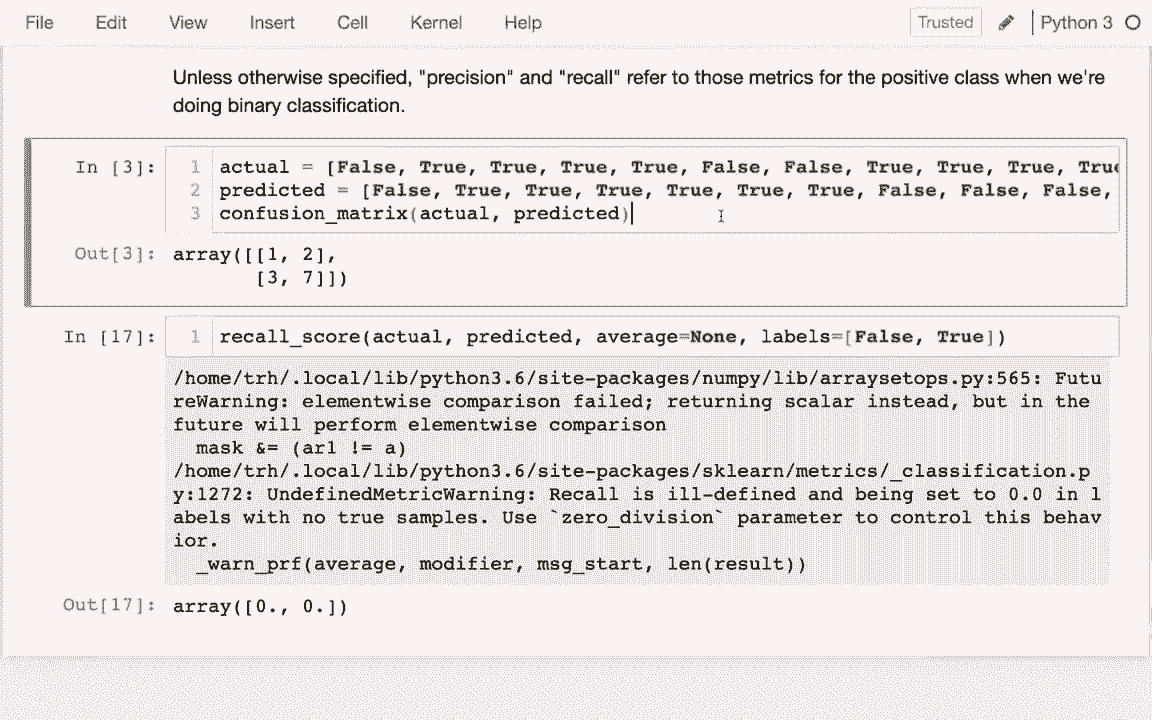 File Edit View Insert Cell Kernel Help Trusted Python 3
Unless otherwise specified, "precision" and "recall" refer to those metrics for the positive class when we're
doing binary classification.
In [3]: 1 actual = [False, True, True, True, True, False, False, True, True, True, True
2 predicted = [False, True, True, True, True, True, True, False, False, False,
3 confusion_matrix(actual, predicted)
Out[3]: array([[1, 2],
[3, 7]])
In [17]: 1 recall_score(actual, predicted, average=None, labels=[False, True])
/home/trh/.local/lib/python3.6/site-packages/numpy/lib/arraysetops.py:565: Futu
reWarning: elementwise comparison failed; returning scalar instead, but in the
future will perform elementwise comparison
mask &= (ar1 != a)
/home/trh/.local/lib/python3.6/site-packages/sklearn/metrics/_classification.p
y:1272: UndefinedMetricWarning: Recall is ill-defined and being set to 0.0 in l
abels with no true samples. Use `zero_division` parameter to control this behav
ior.
_warn_prf(average, modifier, msg_start, len(result))
Out[17]: array([0., 0.])